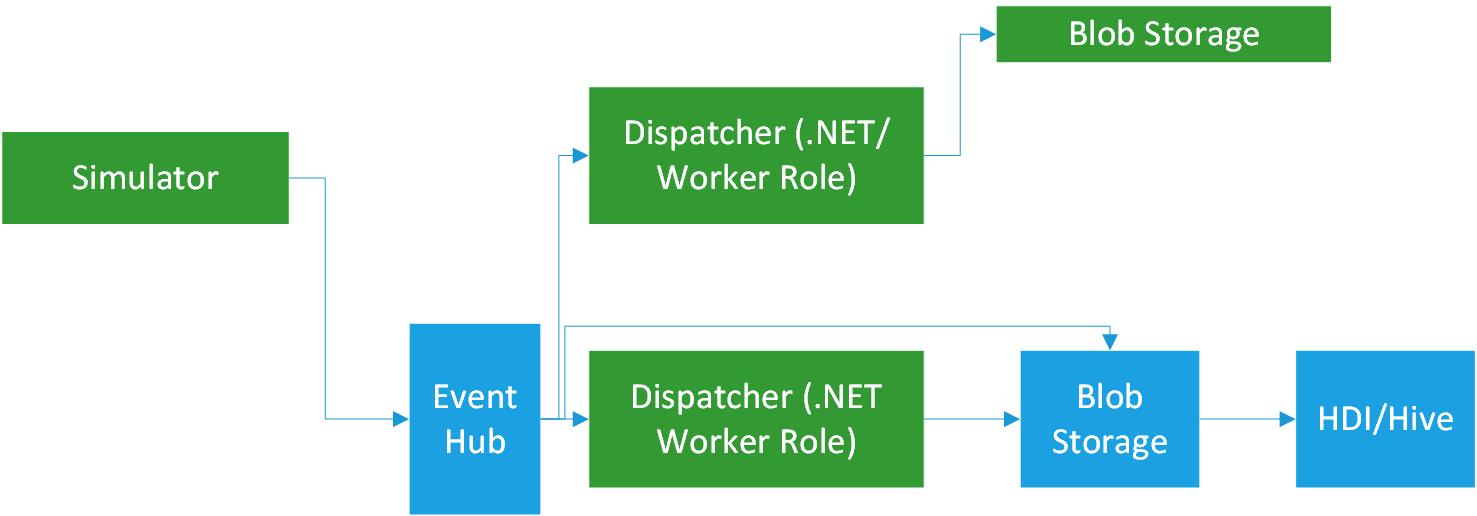 Blob Storage
Dispatcher (.NET/
Worker Role)
Simulator
Event
Hub
Dispatcher (.NET
Worker Role)
Blob
Storage
HDI/Hive